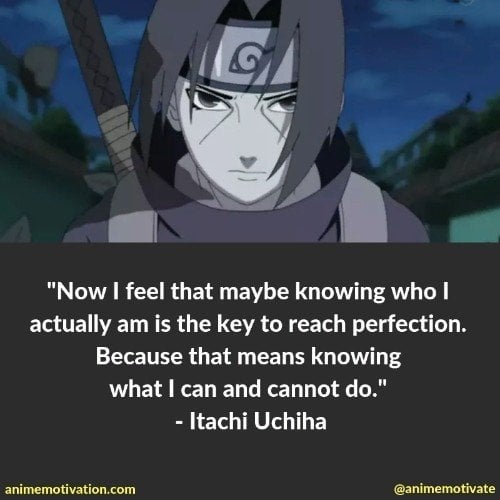 "Now I feel that maybe knowing who I
actually am is the key to reach perfection.
Because that means knowing
what I can and cannot do."
- Itachi Uchiha
animemotivation.com
@animemotivate